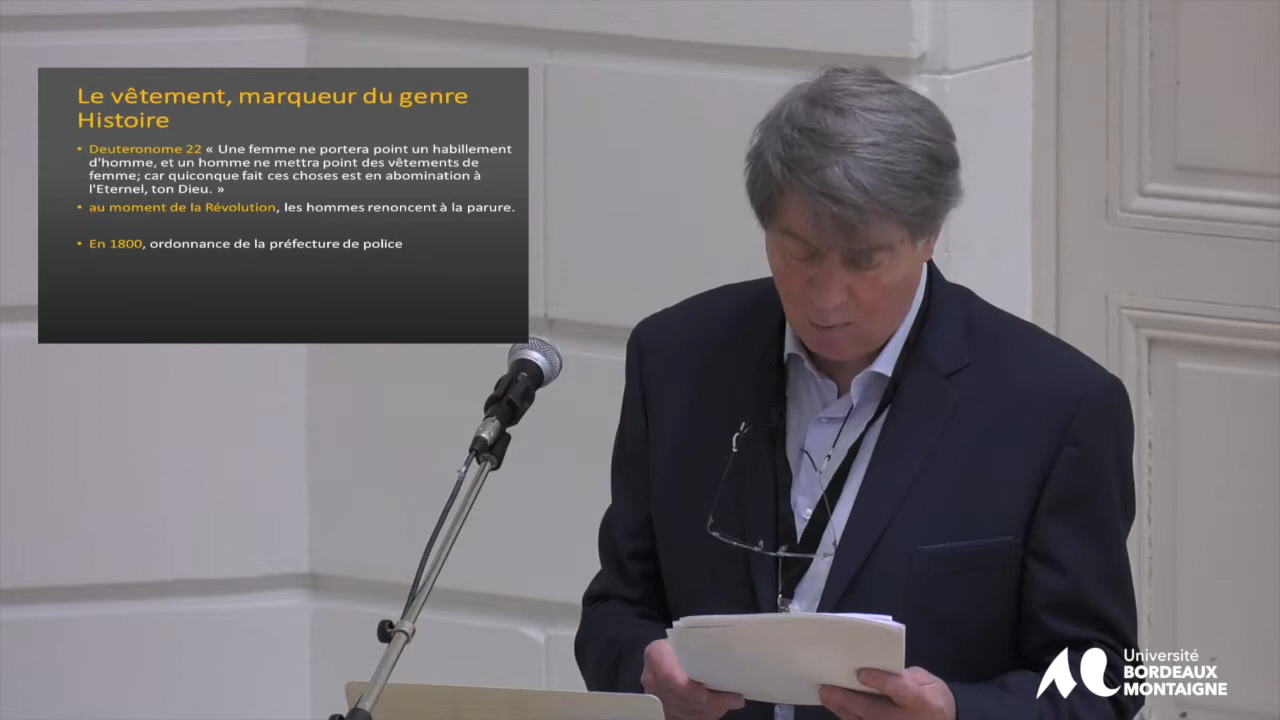 Le vêtement, marqueur du genre
Histoire
• Deuteronome 22 « Une femme ne portera point un habillement
d'homme, et un homme ne mettra point des vêtements de
femme; car quiconque fait ces choses est en abomination à
l'Eternel, ton Dieu. »
• au moment de la Révolution, les hommes renoncent à la parure.
• En 1800, ordonnance de la préfecture de police
Université
BORDEAUX
MONTAIGNE